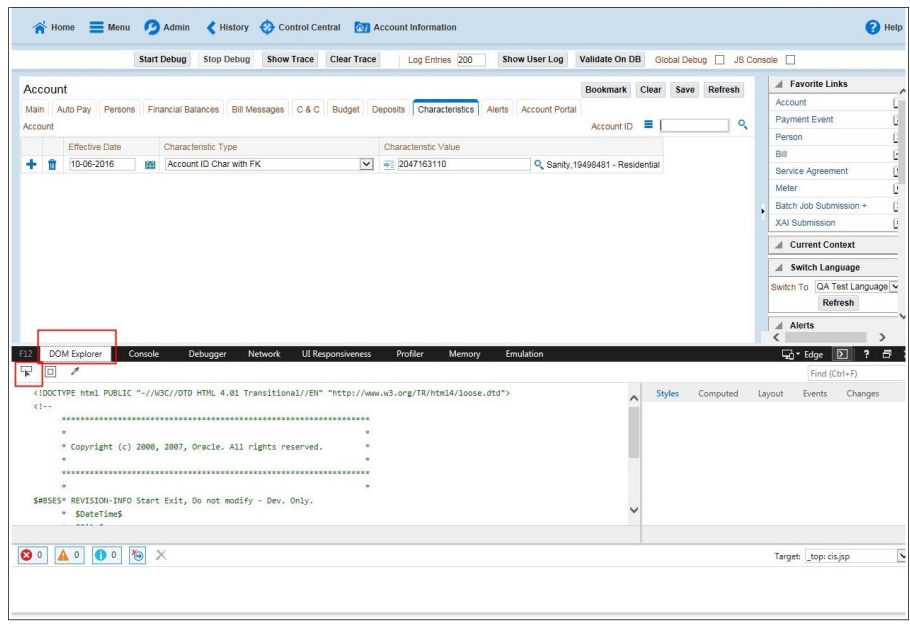 Home Menu Admin History Control Central Account Information Help
Start Debug Stop Debug Show Trace Clear Trace Log Entries 200 Show User Log Validate On DB Global Debug JS Console
Account Bookmark Clear Save Refresh
Main Auto Pay Persons Financial Balances Bill Messages C & C Budget Deposits Characteristics Alerts Account Portal
Account Account ID
Effective Date Characteristic Type Characteristic Value
10-06-2016 Account ID Char with FK 2047163110 Sanity,19498481 - Residential
Favorite Links
Account
Payment Event
Person
Bill
Service Agreement
Meter
Batch Job Submission +
XAI Submission
Current Context
Switch Language
Switch To QA Test Language
Refresh
Alerts
F12 DOM Explorer Console Debugger Network UI Responsiveness Profiler Memory Emulation Edge ?
Find (Ctrl+F)
<!DOCTYPE html PUBLIC "-//W3C//DTD HTML 4.01 Transitional//EN" "http://www.w3.org/TR/html4/loose.dtd">
<!--
*******************************************************************
* *
* Copyright (c) 2000, 2007, Oracle. All rights reserved. *
* *
*******************************************************************
* *
$#BSES* REVISION-INFO Start Exit, Do not modify - Dev. Only.
* $DateTime$
Styles Computed Layout Events Changes
0 0 0
Target: _top: cis.jsp